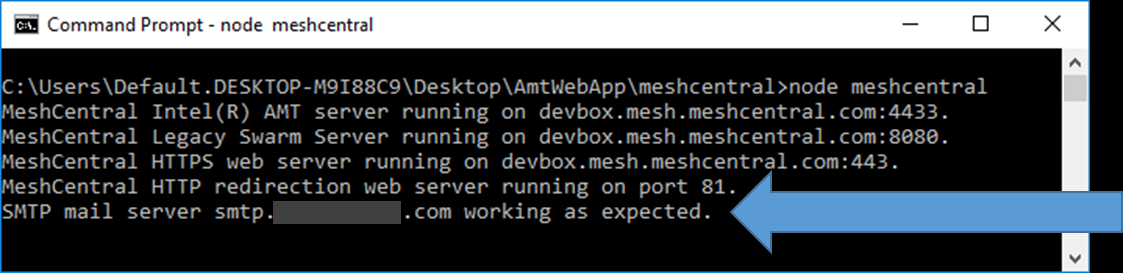 Command Prompt - node meshcentral
C:\Users\Default.DESKTOP-M9I88C9\Desktop\AmtWebApp\meshcentral>node meshcentral
MeshCentral Intel(R) AMT server running on devbox.mesh.meshcentral.com:4433.
MeshCentral Legacy Swarm Server running on devbox.mesh.meshcentral.com:8080.
MeshCentral HTTPS web server running on devbox.mesh.meshcentral.com:443.
MeshCentral HTTP redirection web server running on port 81.
SMTP mail server smtp. .com working as expected.